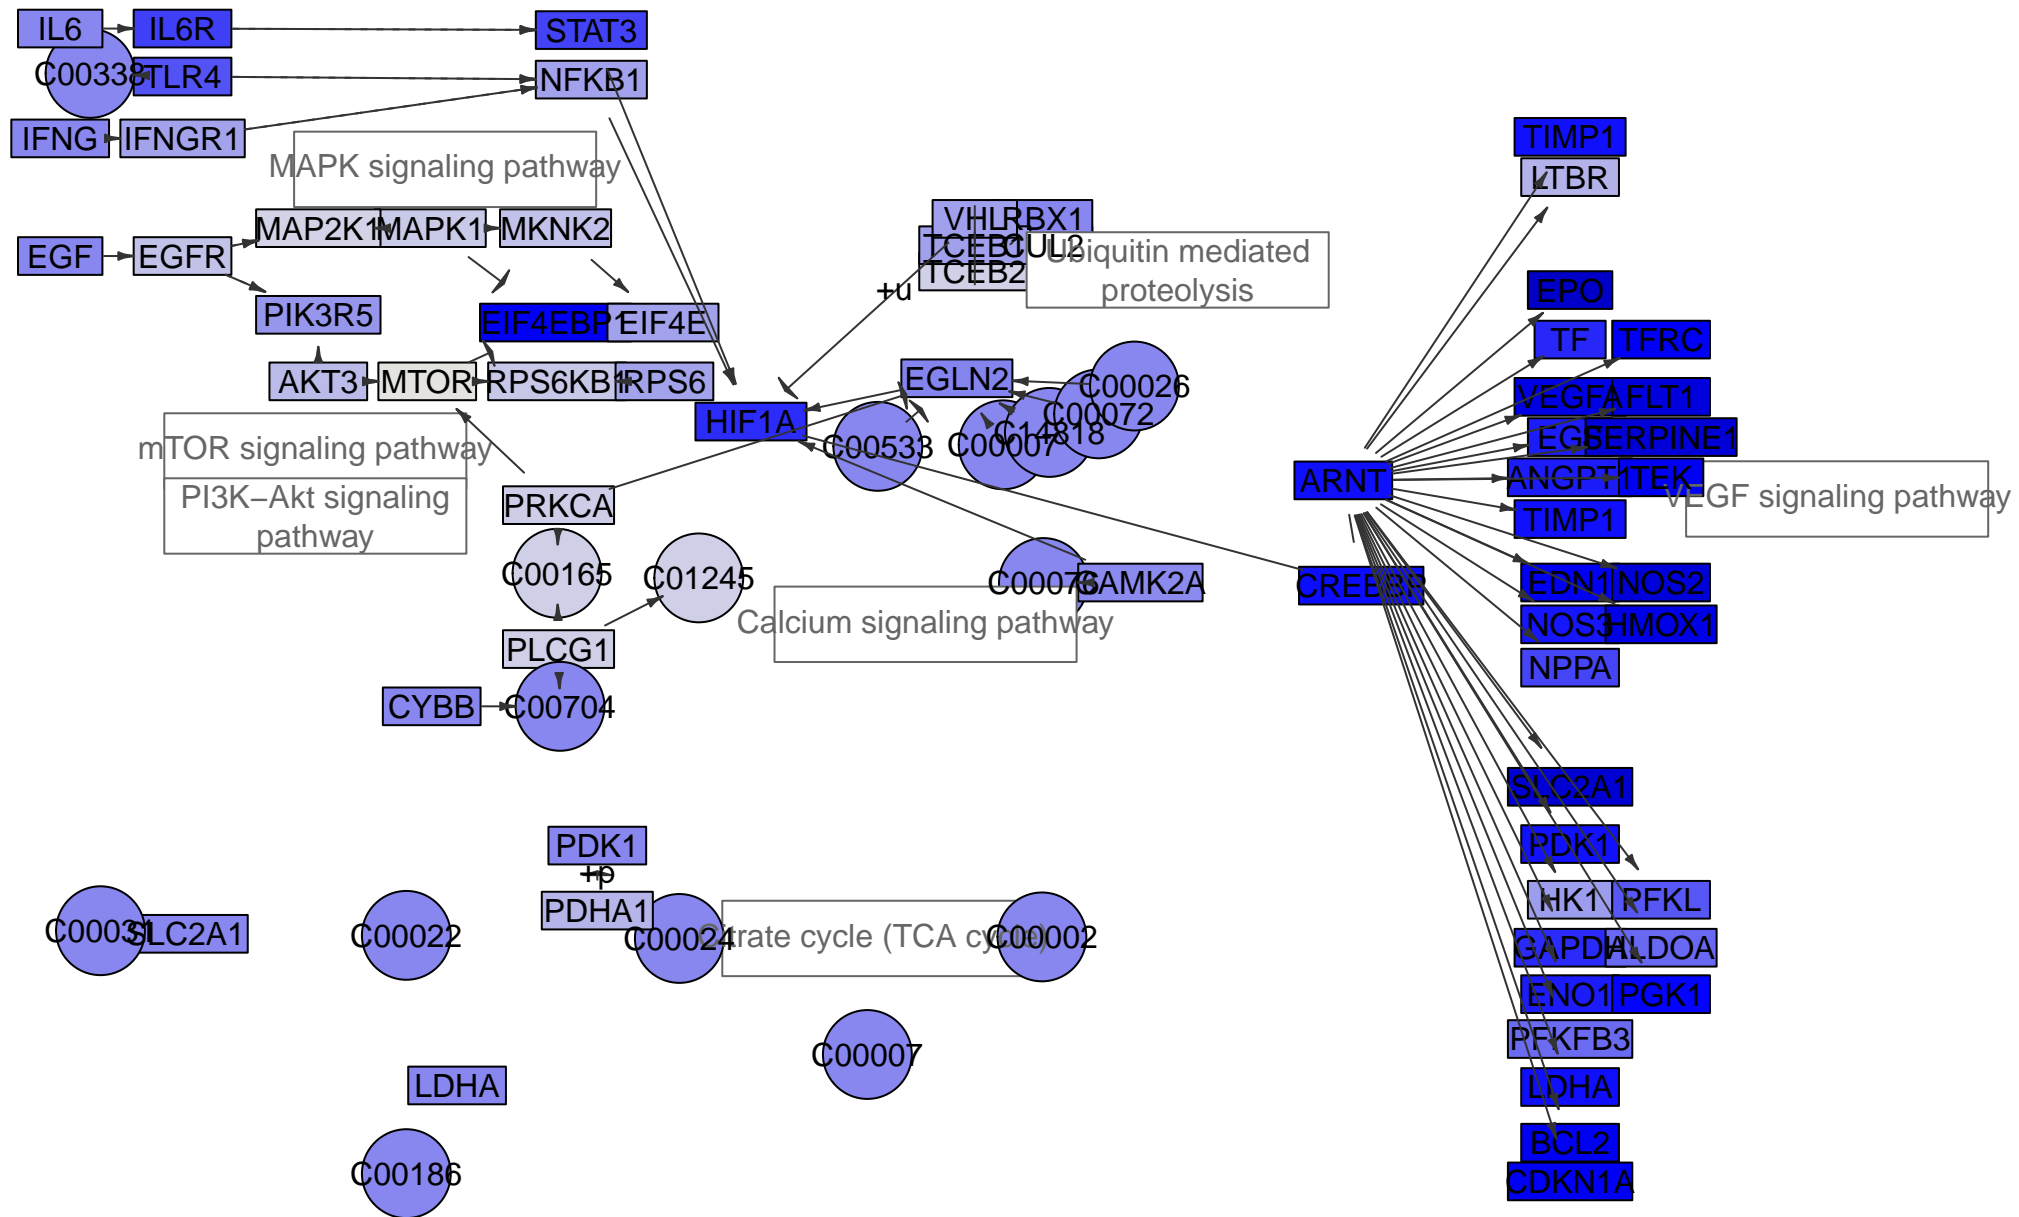 IL6
IL6R
STAT3
C00338
TLR4
NFKB1
IFNG
IFNGR1
MAPK signaling pathway
TIMP1
LTBR
MAP2K1
MAPK1
MKNK2
VHL
RBX1
EGF
EGFR
TCEB1
CUL2
TCEB2
Ubiquitin mediated
proteolysis
+u
EPO
PIK3R5
EIF4EBP1
EIF4E
TF
TFRC
AKT3
MTOR
RPS6KB1
RPS6
EGLN2
C00026
VEGFA
FLT1
HIF1A
C00533
C00007
C14818
C00072
EGF
SERPINE1
mTOR signaling pathway
PI3K–Akt signaling
pathway
PRKCA
ARNT
ANGPT1
TEK
VEGF signaling pathway
TIMP1
C00165
C01245
C00076
CAMK2A
CREBBP
EDN1
NOS2
Calcium signaling pathway
NOS3
HMOX1
PLCG1
NPPA
CYBB
C00704
SLC2A1
PDK1
+p
PDHA1
PDK1
HK1
PFKL
C00031
SLC2A1
C00022
C00024
Citrate cycle (TCA cycle)
C00002
GAPDH
ALDOA
ENO1
PGK1
C00007
PFKFB3
LDHA
LDHA
C00186
BCL2
CDKN1A